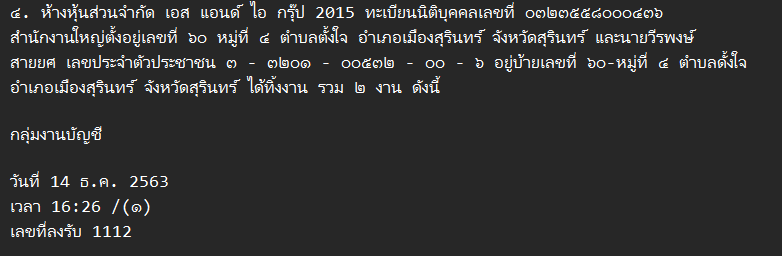 ๔. ห้างหุ้นส่วนจำกัด เอส แอนด์ ไอ กรุ๊ป 2015 ทะเบียนนิติบุคคลเลขที่ ๐๓๒๓๕๕๘๐๐๐๔๓๖
สำนักงานใหญ่ตั้งอยู่เลขที่ ๖๐ หมู่ที่ ๔ ตำบลตั้งใจ อำเภอเมืองสุรินทร์ จังหวัดสุรินทร์ และนายวีรพงษ์
สายยศ เลขประจำตัวประชาชน ๓ - ๓๒๐๑ - ๐๐๕๓๒ - ๐๐ - ๖ อยู่บ้ายเลขที่ ๖๐-หมู่ที่ ๔ ตำบลดั้งใจ
อำเภอเมืองสุรินทร์ จังหวัดสุรินทร์ ได้ทิ้งงาน รวม ๒ งาน ดังนี้
กลุ่มงานบัญชี
วันที่ 14 ธ.ค. 2563
เวลา 16:26 /(๑)
เลขที่ลงรับ 1112